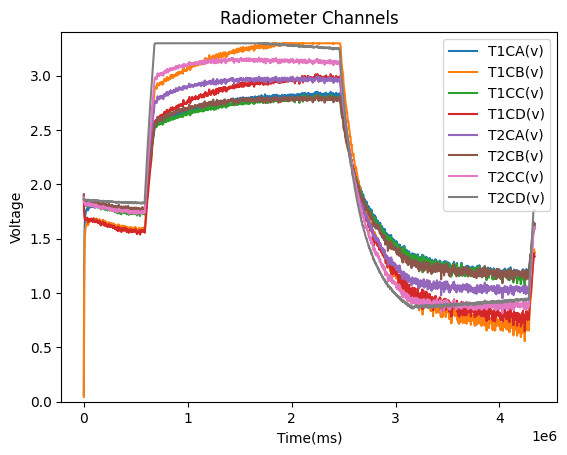 Radiometer Channels
Voltage
3.0
2.5
2.0
1.5
1.0
0.5
0.0
T1CA(v)
T1CB(v)
T1CC(v)
T1CD(v)
T2CA(v)
T2CB(v)
T2CC(v)
T2CD(v)
0
1
2
3
4
1e6
Time(ms)